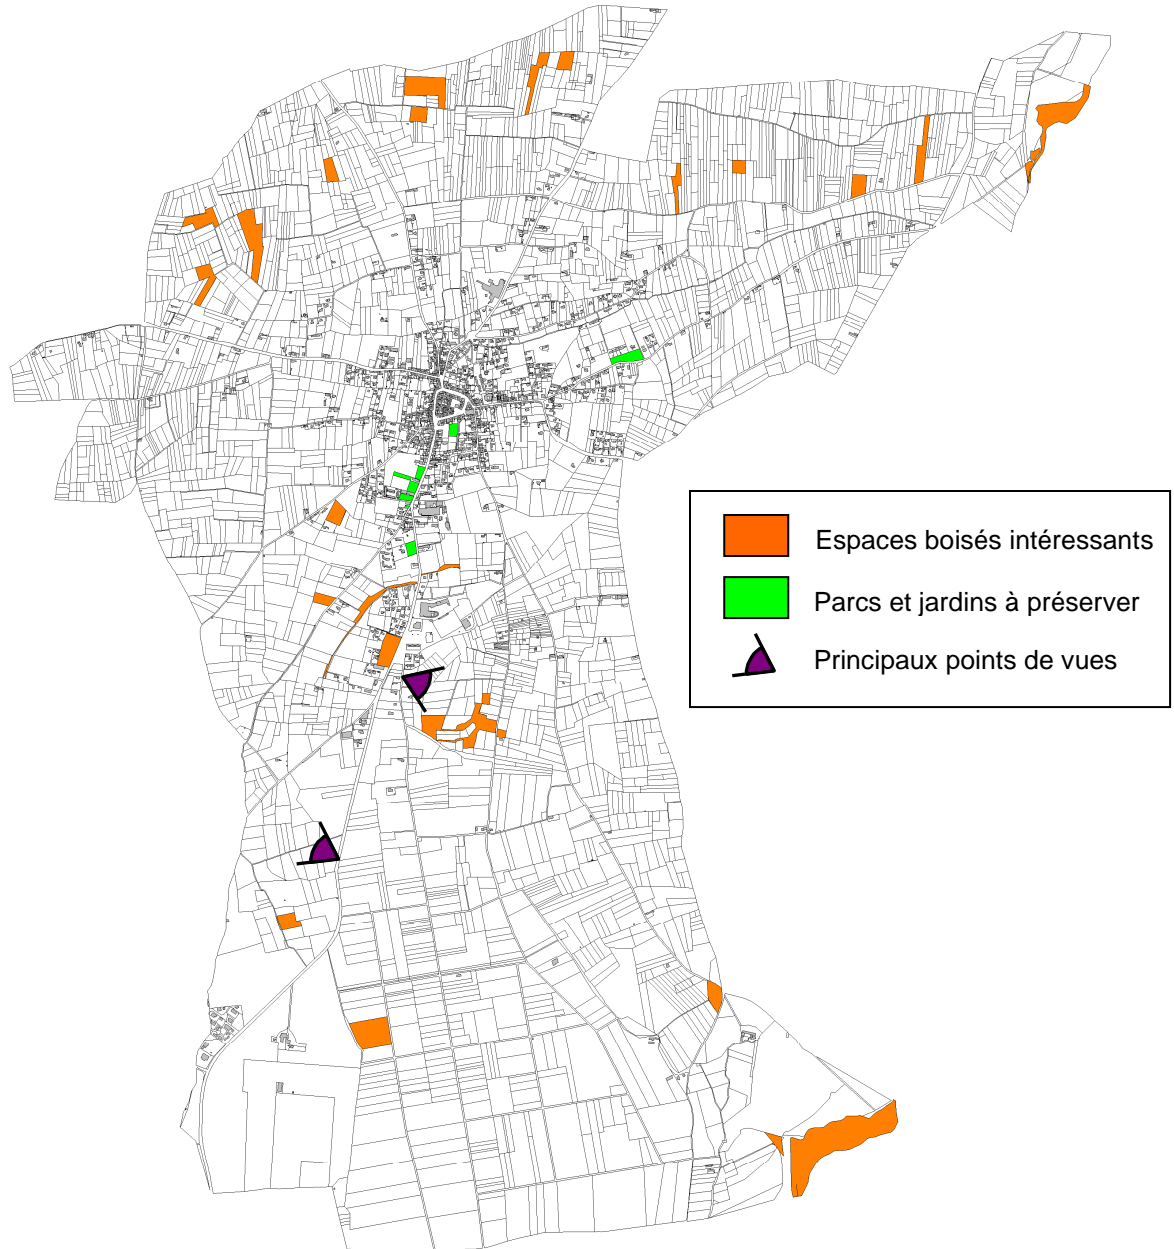 Espaces boisés intéressants
Parcs et jardins à préserver
Principaux points de vues